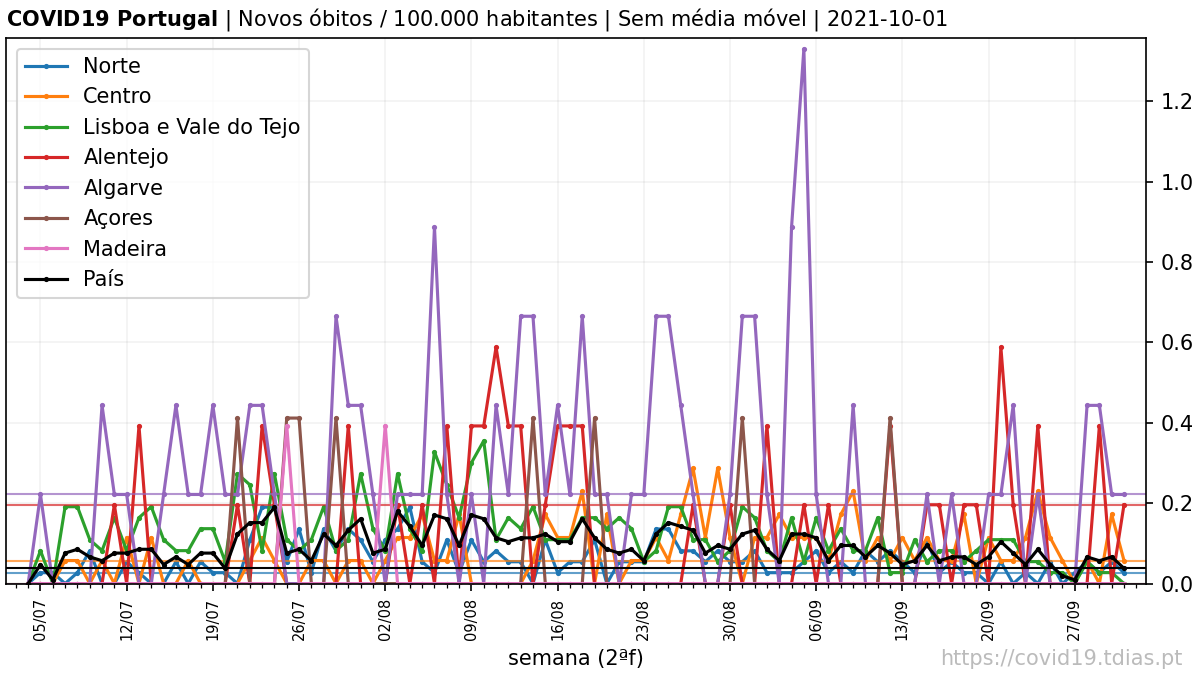 COVID19 Portugal | Novos óbitos / 100.000 habitantes | Sem média móvel | 2021-10-01
Norte
Centro
Lisboa e Vale do Tejo
Alentejo
Algarve
Açores
Madeira
País
1.2
1.0
0.8
0.6
0.4
0.2
0.0
05/07
12/07
19/07
26/07
02/08
09/08
16/08
23/08
30/08
06/09
13/09
20/09
27/09
semana (2ªf)
https://covid19.tdias.pt